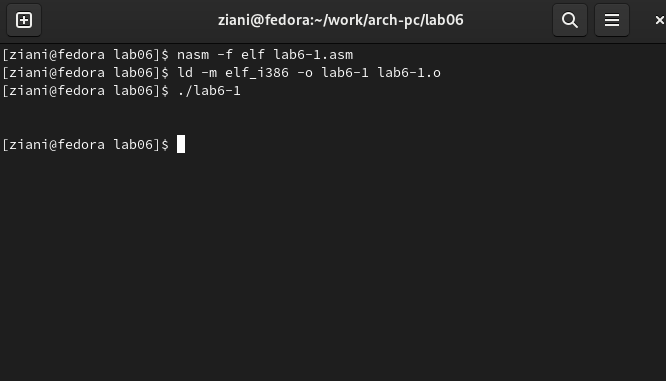 ziani@fedora:~/work/arch-pc/lab06
[ziani@fedora lab06]$ nasm -f elf lab6-1.asm
[ziani@fedora lab06]$ ld -m elf_i386 -o lab6-1 lab6-1.o
[ziani@fedora lab06]$ ./lab6-1
[ziani@fedora lab06]$